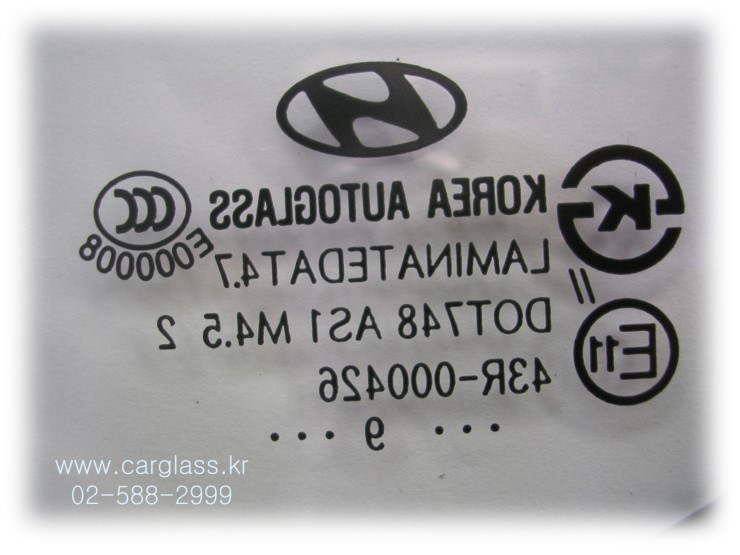 KOREA AUTOGLASS
K
CCC
E000008
LAMINATEDAT4.7
//
DOT748 AS1 M4.5 2
E11
43R-000426
••• 9 •••
www.carglass.kr
02-588-2999